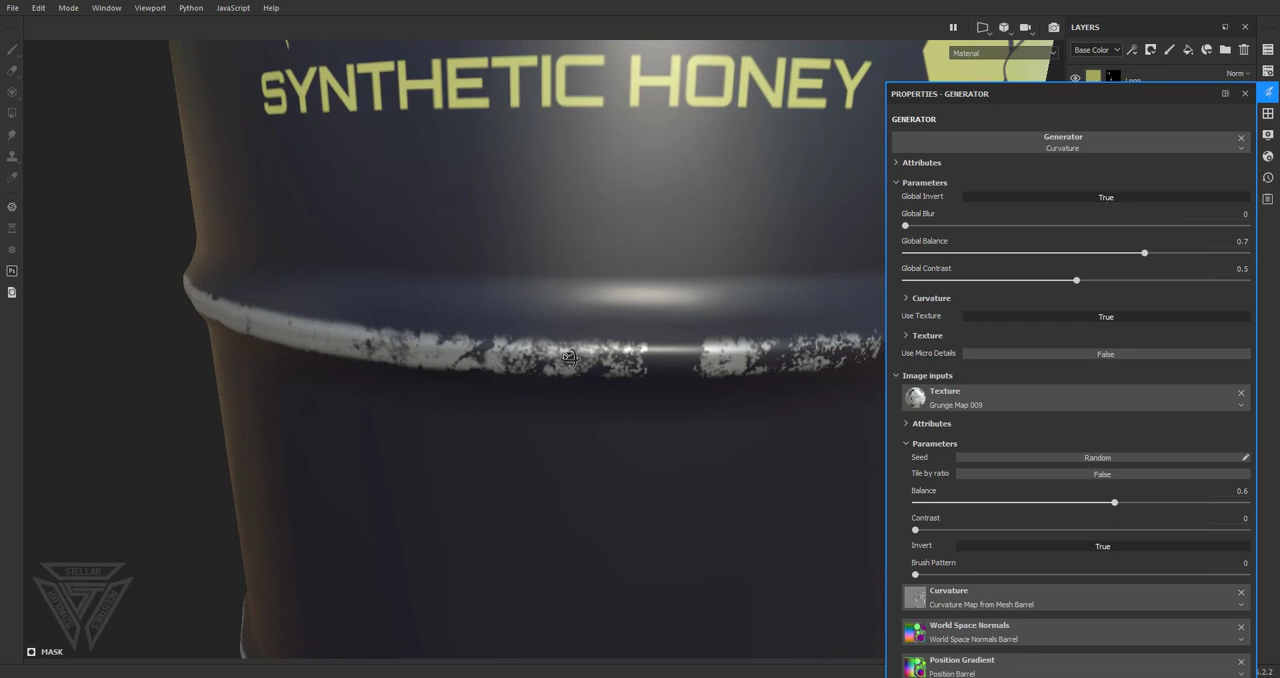 File Edit Mode Window Viewport Python JavaScript Help
LAYERS
Material
Base Color
Norm
Logo
SYNTHETIC HONEY
PROPERTIES - GENERATOR
GENERATOR
Generator
Curvature
Attributes
Parameters
Global Invert True
Global Blur 0
Global Balance 0.7
Global Contrast 0.5
Curvature
Use Texture True
Texture
Use Micro Details False
Image inputs
Texture
Grunge Map 009
Attributes
Parameters
Seed Random
Tile by ratio False
Balance 0.6
Contrast 0
Invert True
Brush Pattern 0
Curvature
Curvature Map from Mesh Barrel
World Space Normals
World Space Normals Barrel
Position Gradient
Position Barrel
Ps
STELLAR
MASK